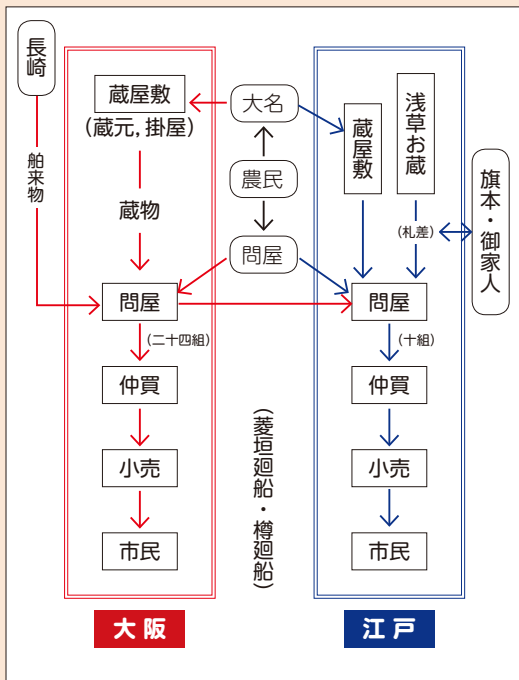 長崎
舶来物
蔵屋敷
(蔵元，掛屋)
蔵物
問屋
(二十四組)
仲買
小売
市民
大阪
大名
農民
問屋
(菱垣廻船・樽廻船)
蔵屋敷
浅草お蔵
(札差)
旗本・御家人
問屋
(十組)
仲買
小売
市民
江戸